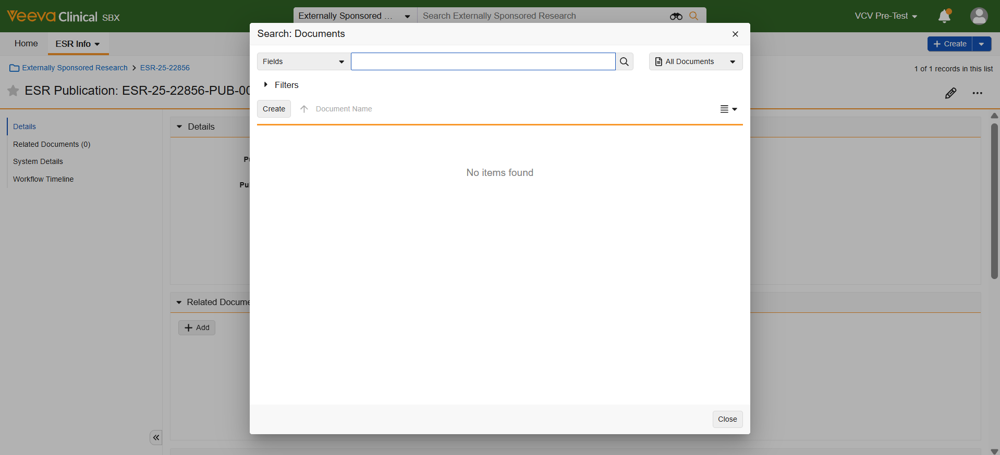 Veeva Clinical SBX
Externally Sponsored ...
Search Externally Sponsored Research
VCV Pre-Test
Home
ESR Info
Create
Externally Sponsored Research
ESR-25-22856
1 of 1 records in this list
ESR Publication: ESR-25-22856-PUB-00
Details
Related Documents (0)
System Details
Workflow Timeline
Details
Related Docume
Add
Search: Documents
Fields
All Documents
Filters
Create
Document Name
No items found
Close